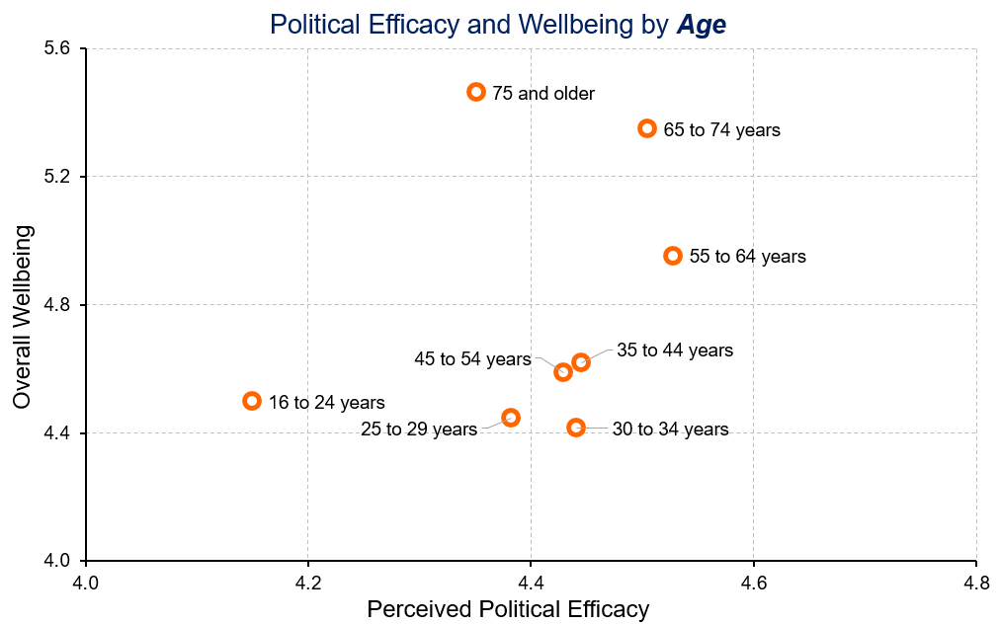 Political Efficacy and Wellbeing by Age
5.6
75 and older
65 to 74 years
5.2
55 to 64 years
4.8
35 to 44 years
45 to 54 years
16 to 24 years
25 to 29 years
30 to 34 years
4.4
4.0
Overall Wellbeing
4.0 4.2 4.4 4.6 4.8
Perceived Political Efficacy